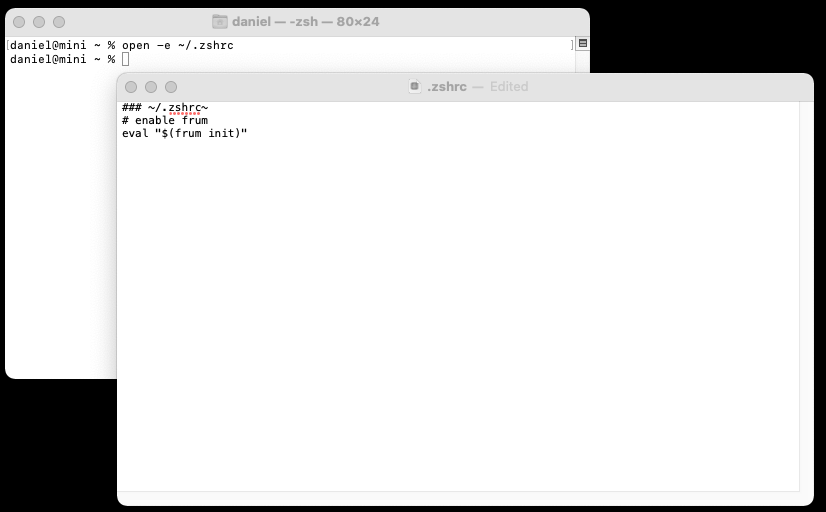 daniel — -zsh — 80×24
[daniel@mini ~ % open -e ~/.zshrc ]
daniel@mini ~ %
.zshrc — Edited
### ~/.zshrc~
# enable frum
eval "$(frum init)"